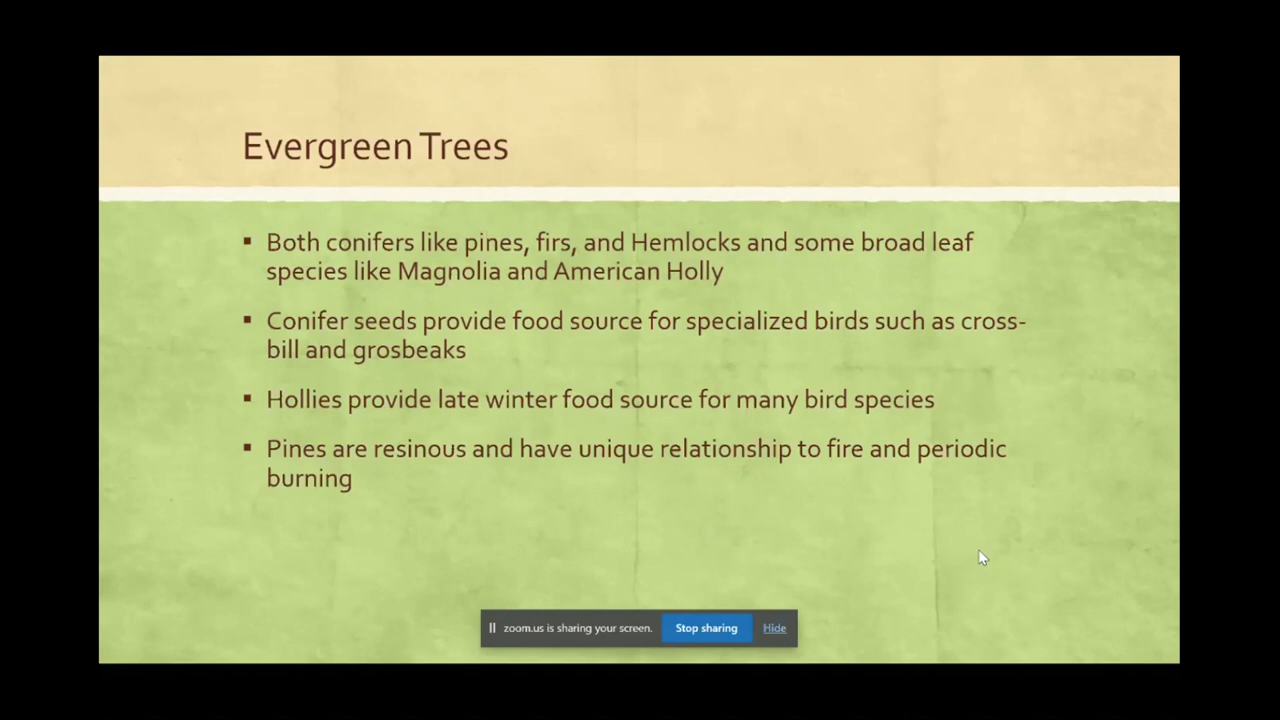 Evergreen Trees
▪ Both conifers like pines, firs, and Hemlocks and some broad leaf
species like Magnolia and American Holly
▪ Conifer seeds provide food source for specialized birds such as cross-
bill and grosbeaks
▪ Hollies provide late winter food source for many bird species
▪ Pines are resinous and have unique relationship to fire and periodic
burning
zoom.us is sharing your screen. Stop sharing Hide